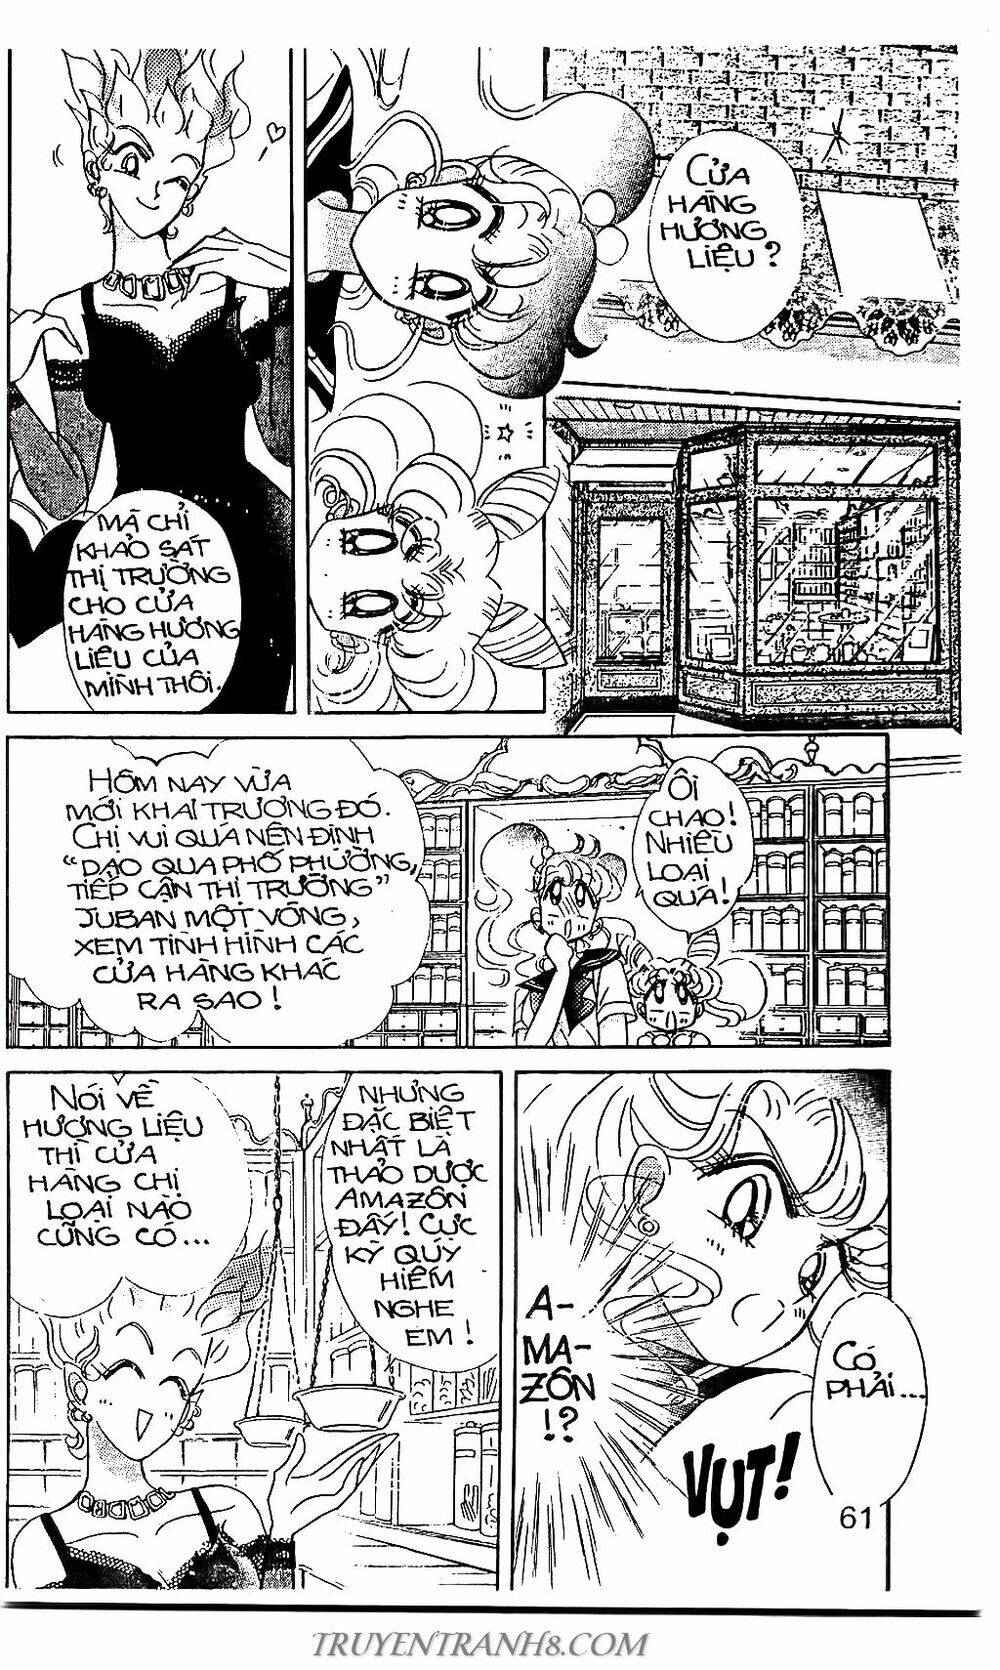 CỬA
HÀNG
HƯƠNG
LIỆU?
MÀ CHỈ
KHẢO SÁT
THỊ TRƯỜNG
CHO CỬA
HÀNG HƯƠNG
LIỆU CỦA
MÌNH THÔI.
HÔM NAY VỪA
MỚI KHAI TRƯƠNG ĐÓ.
CHỊ VUI QUÁ NÊN ĐỊNH
"DẠO QUA PHỐ PHƯỜNG,
TIẾP CẬN THỊ TRƯỜNG"
JUBAN MỘT VÒNG,
XEM TÌNH HÌNH CÁC
CỬA HÀNG KHÁC
RA SAO!
ÔI
CHAO!
NHIỀU
LOẠI
QUÁ!
NÓI VỀ
HƯƠNG LIỆU
THÌ CỬA
HÀNG CHỊ
LOẠI NÀO
CŨNG CÓ...
NHƯNG
ĐẶC BIỆT
NHẤT LÀ
THẢO DƯỢC
AMAZÔN
ĐẤY! CỰC
KỲ QÚY
HIẾM
NGHE
EM!
A-
MA-
ZÔN
!?
CÓ
PHẢI...
VỤT!
61
TRUYENTRANH8.COM